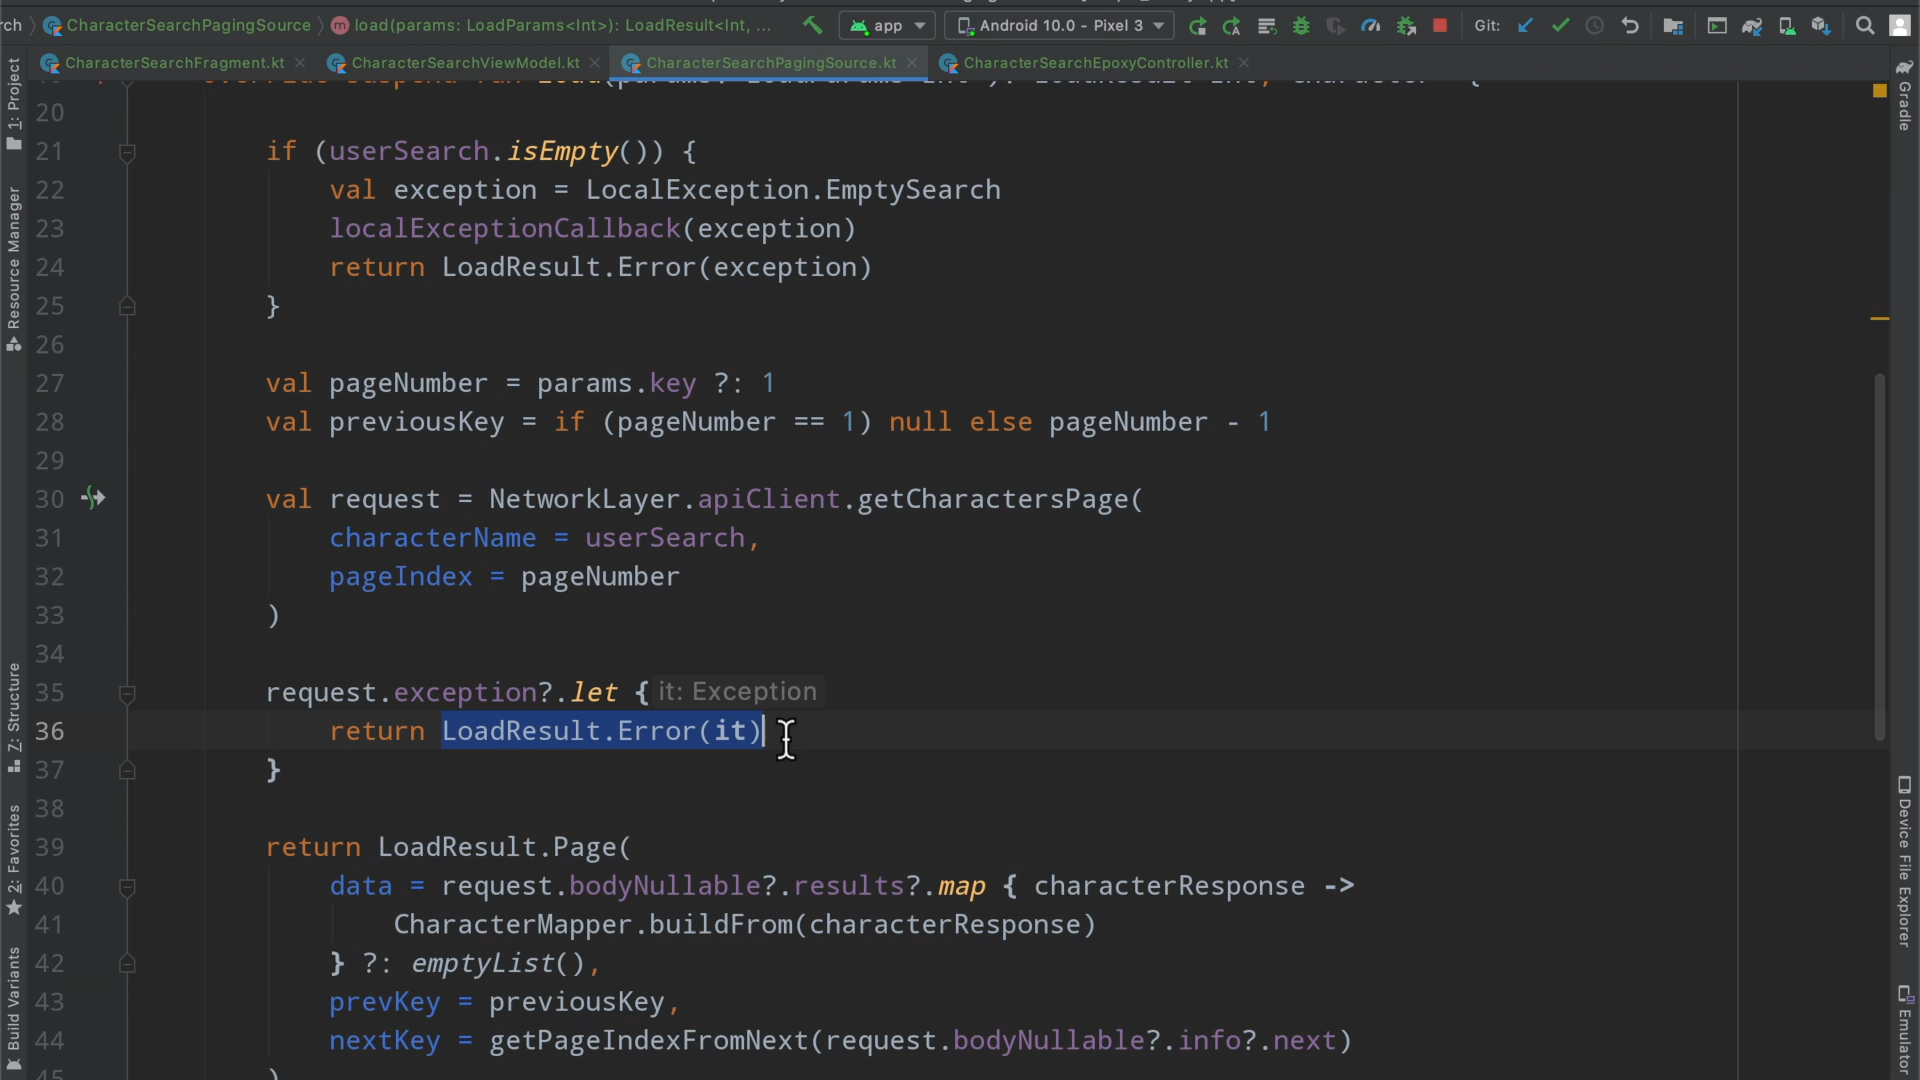 rch CharacterSearchPagingSource load(params: LoadParams<Int>): LoadResult<Int, ... app Android 10.0 - Pixel 3 Git:
CharacterSearchFragment.kt CharacterSearchViewModel.kt CharacterSearchPagingSource.kt CharacterSearchEpoxyController.kt
1: Project
Resource Manager
Z: Structure
2: Favorites
Build Variants
20
21 if (userSearch.isEmpty()) {
22 val exception = LocalException.EmptySearch
23 localExceptionCallback(exception)
24 return LoadResult.Error(exception)
25 }
26
27 val pageNumber = params.key ?: 1
28 val previousKey = if (pageNumber == 1) null else pageNumber - 1
29
30 val request = NetworkLayer.apiClient.getCharactersPage(
31 characterName = userSearch,
32 pageIndex = pageNumber
33 )
34
35 request.exception?.let { it: Exception
36 return LoadResult.Error(it)
37 }
38
39 return LoadResult.Page(
40 data = request.bodyNullable?.results?.map { characterResponse ->
41 CharacterMapper.buildFrom(characterResponse)
42 } ?: emptyList(),
43 prevKey = previousKey,
44 nextKey = getPageIndexFromNext(request.bodyNullable?.info?.next)
45 )
Gradle
Device File Explorer
Emulator